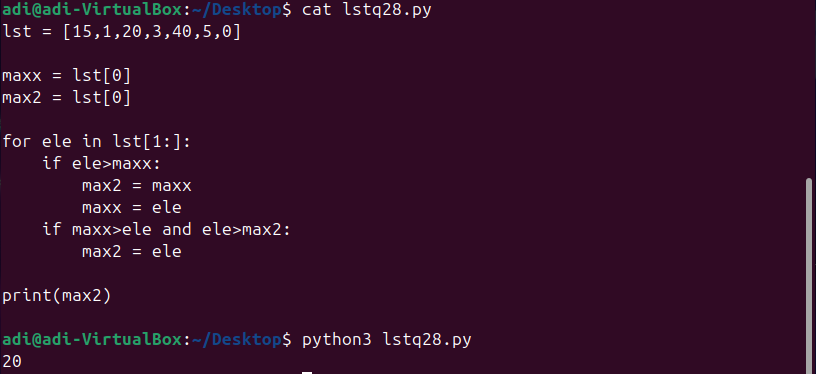 adi@adi-VirtualBox:~/Desktop$ cat lstq28.py
lst = [15,1,20,3,40,5,0]

maxx = lst[0]
max2 = lst[0]

for ele in lst[1:]:
    if ele>maxx:
        max2 = maxx
        maxx = ele
    if maxx>ele and ele>max2:
        max2 = ele

print(max2)

adi@adi-VirtualBox:~/Desktop$ python3 lstq28.py
20